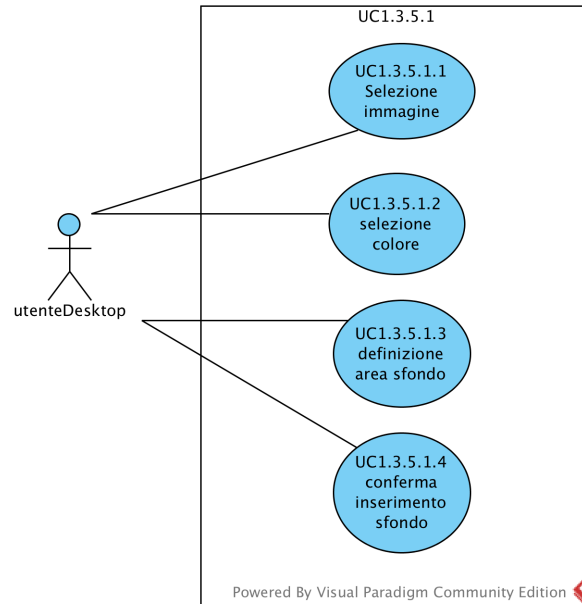 UC1.3.5.1
UC1.3.5.1.1
Selezione
immagine
UC1.3.5.1.2
selezione
colore
utenteDesktop
UC1.3.5.1.3
definizione
area sfondo
UC1.3.5.1.4
conferma
inserimento
sfondo
Powered By Visual Paradigm Community Edition